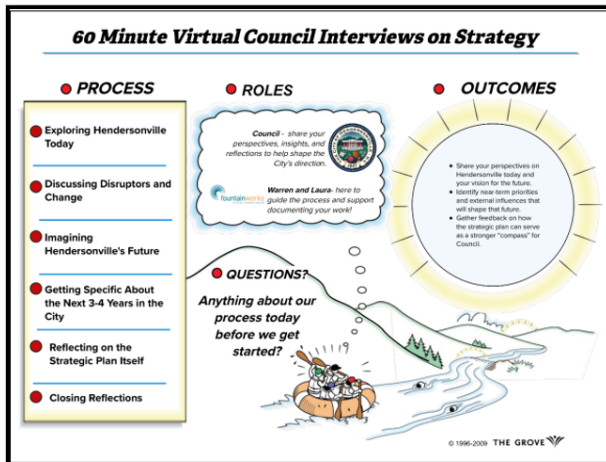 60 Minute Virtual Council Interviews on Strategy
PROCESS
Exploring Hendersonville
Today
Discussing Disruptors and
Change
Imagining
Hendersonville's Future
Getting Specific About
the Next 3-4 Years in the
City
Reflecting on the
Strategic Plan Itself
Closing Reflections
ROLES
Council - share your
perspectives, insights, and
reflections to help shape
the City's direction.
fountainworks
Warren and Laura- here to
guide the process and support
documenting your work!
QUESTIONS?
Anything about our
process today
before we get
started?
OUTCOMES
Share your perspectives on
Hendersonville today and
your vision for the future.
Identify near-term priorities
and external influences that
will shape that future.
Gather feedback on how
the strategic plan can serve
as a stronger "compass" for
Council.
© 1996-2009 THE GROVE